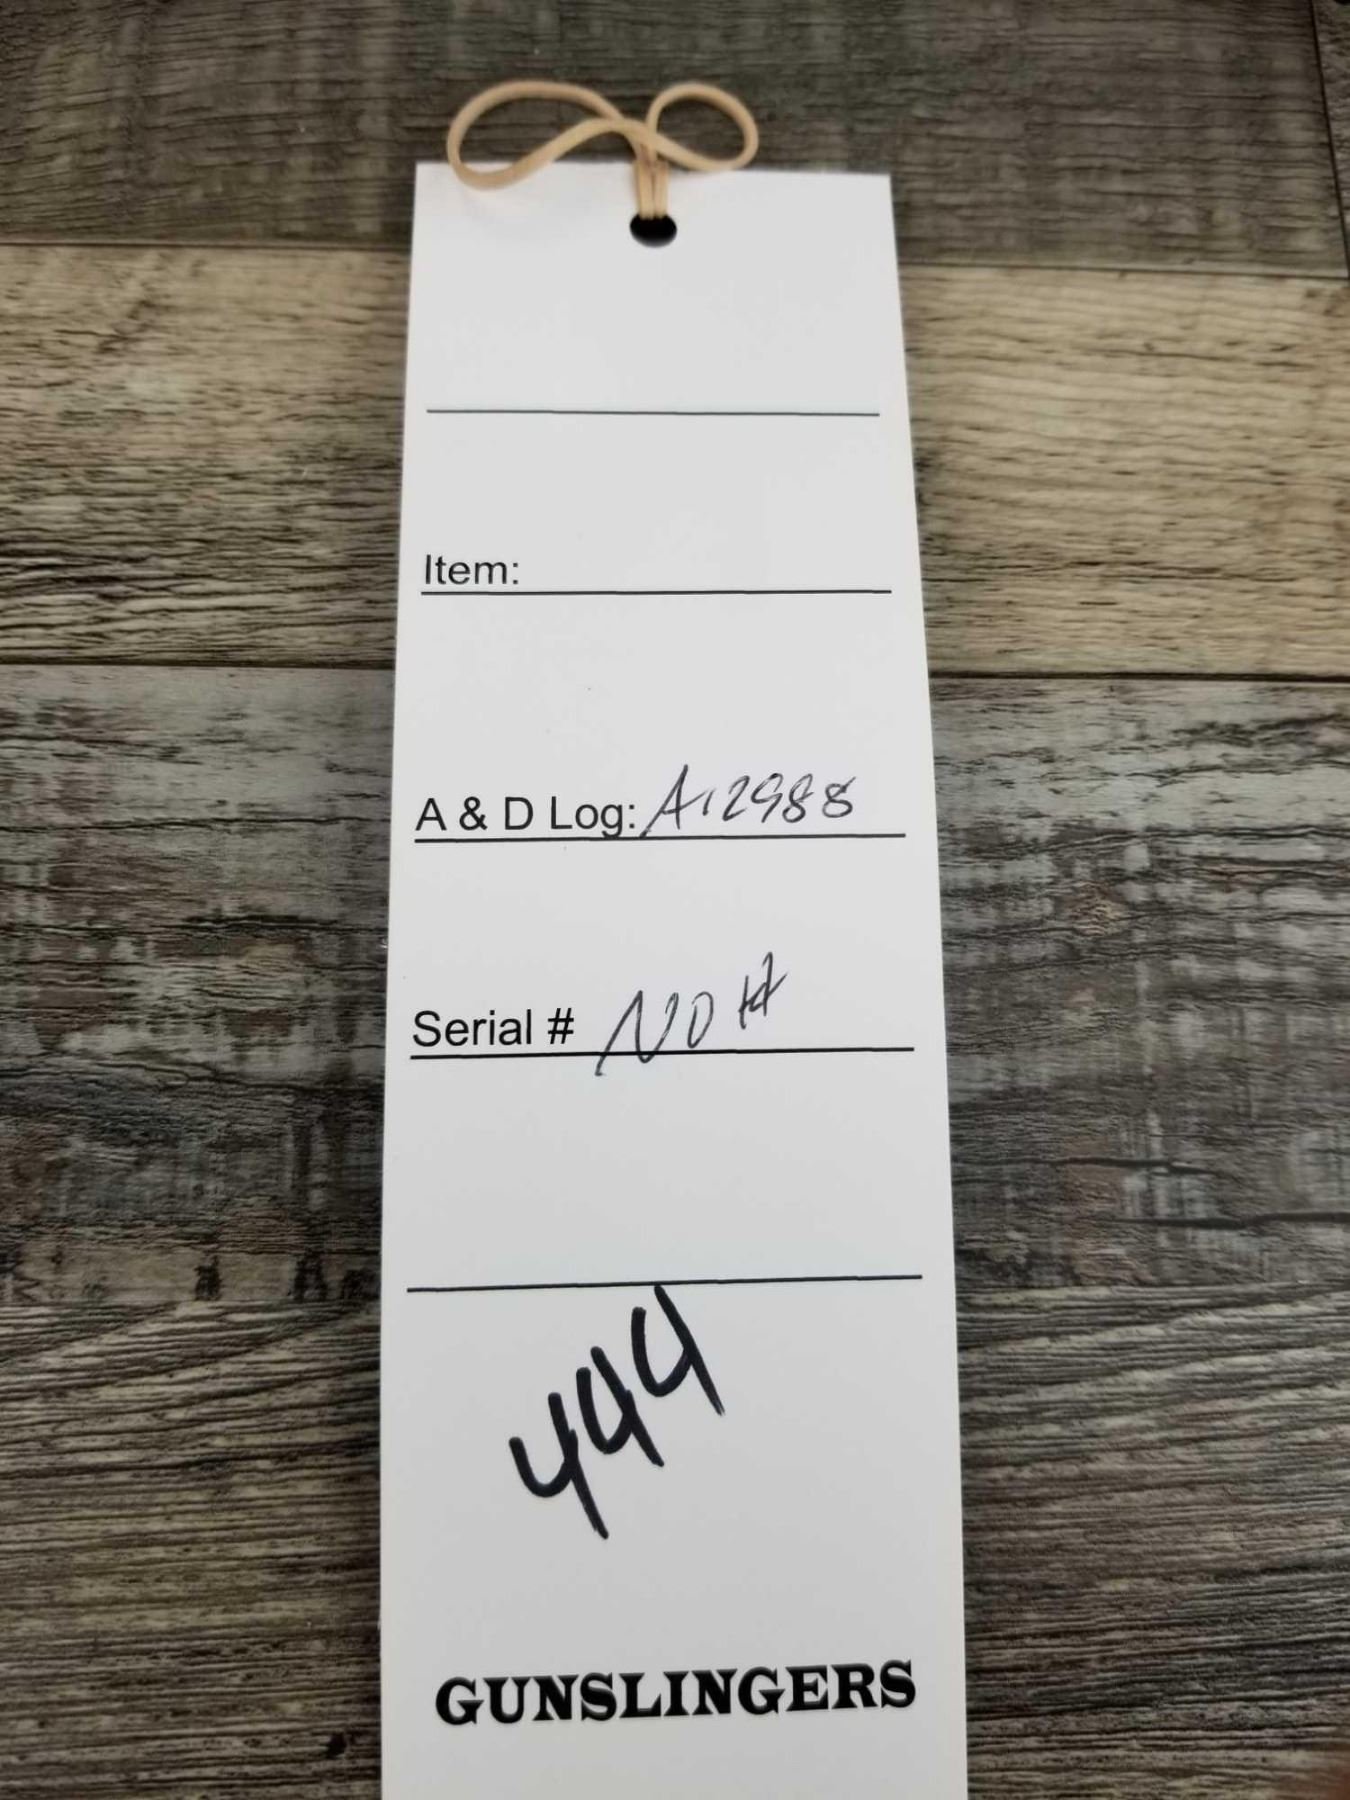 Item:
A & D Log: A12988
Serial # NO #
444
GUNSLINGERS